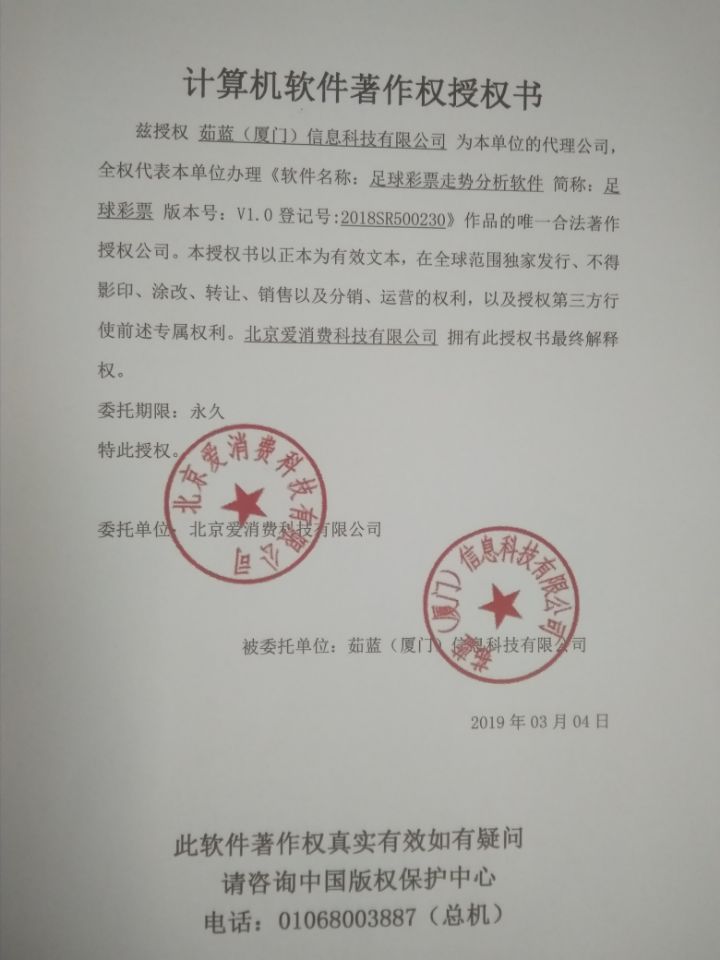 计算机软件著作权授权书
兹授权 茹蓝（厦门）信息科技有限公司 为本单位的代理公司，
全权代表本单位办理《软件名称：足球彩票走势分析软件 简称：足
球彩票 版本号：V1.0 登记号:2018SR500230》作品的唯一合法著作
授权公司。本授权书以正本为有效文本，在全球范围独家发行、不得
影印、涂改、转让、销售以及分销、运营的权利，以及授权第三方行
使前述专属权利。北京爱消费科技有限公司 拥有此授权书最终解释
权。
委托期限：永久
特此授权。
北京爱消费科技有限公司
委托单位：北京爱消费科技有限公司
茹蓝（厦门）信息科技有限公司
被委托单位：茹蓝（厦门）信息科技有限公司
2019 年 03 月 04 日
此软件著作权真实有效如有疑问
请咨询中国版权保护中心
电话：01068003887（总机）